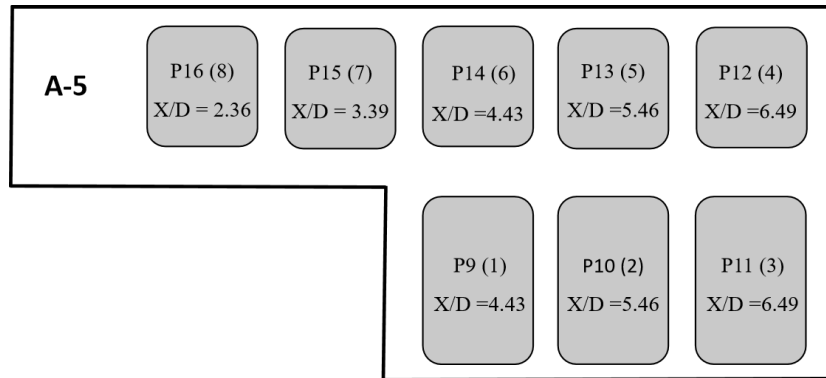 A-5
P16 (8)
X/D = 2.36
P15 (7)
X/D = 3.39
P14 (6)
X/D =4.43
P13 (5)
X/D =5.46
P12 (4)
X/D =6.49
P9 (1)
X/D =4.43
P10 (2)
X/D =5.46
P11 (3)
X/D =6.49